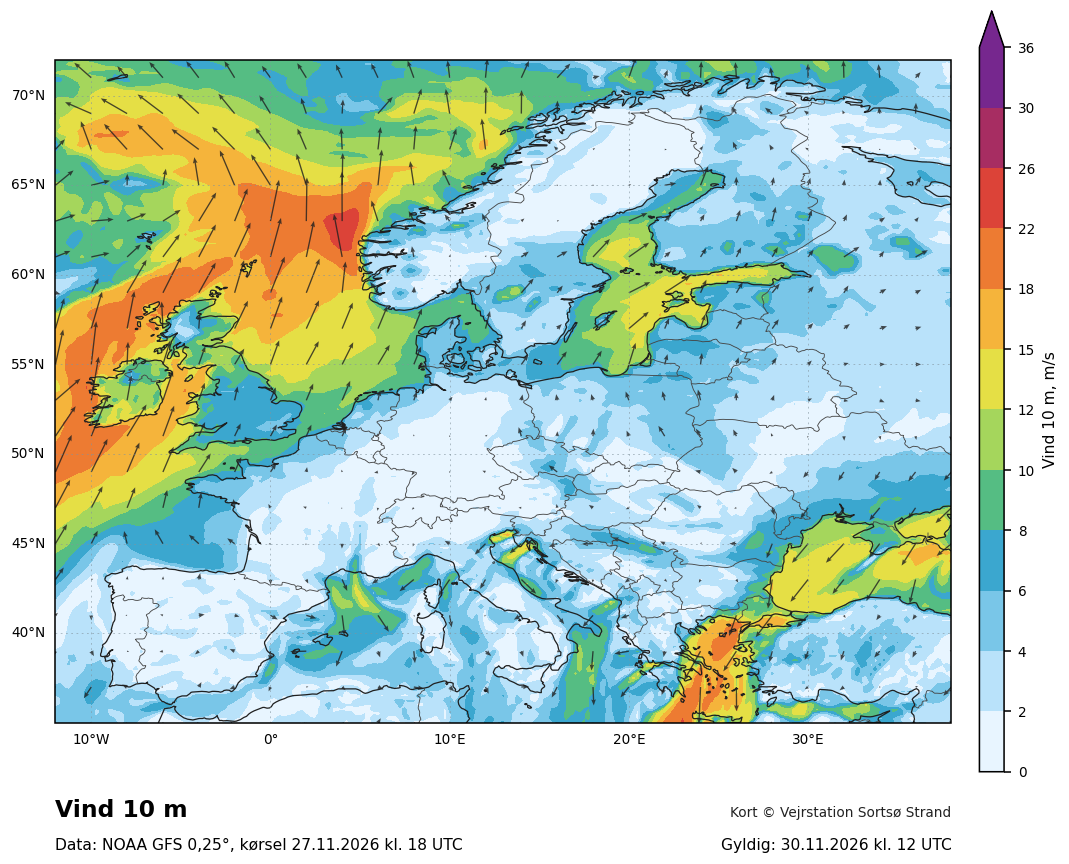 36
30
26
22
18
15
12
10
8
6
4
2
0
Vind 10 m, m/s
70°N
65°N
60°N
55°N
50°N
45°N
40°N
10°W
0°
10°E
20°E
30°E
Vind 10 m
Kort © Vejrstation Sortsø Strand
Data: NOAA GFS 0,25°, kørsel 27.11.2026 kl. 18 UTC
Gyldig: 30.11.2026 kl. 12 UTC